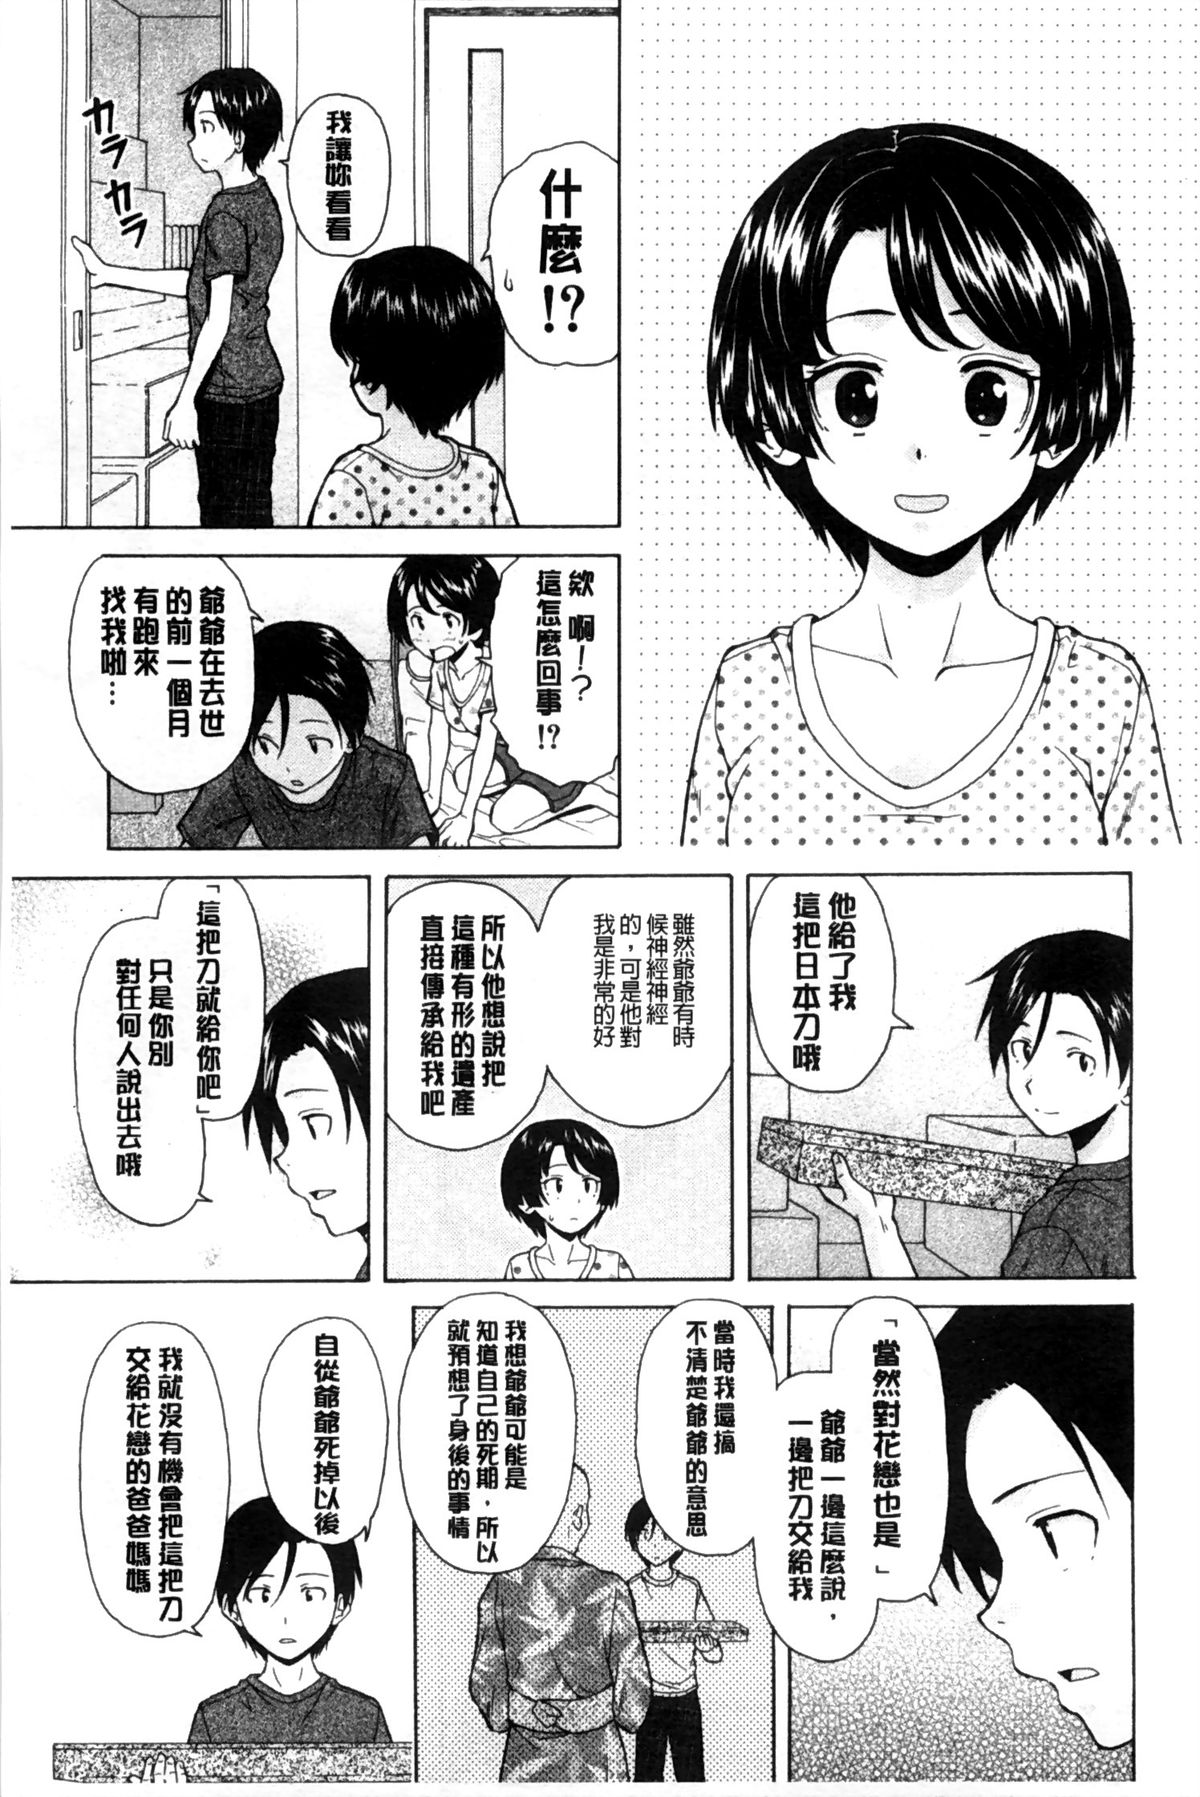 什麼!?
我讓妳看看
カラカラ
欸 啊!?
這怎麼回事!?
爺爺在去世
的前一個月
有跑來
找我啦…
他給了我
這把日本刀哦
雖然爺爺有時
候神經神經
的，可是他對
我是非常的好
所以他想說把
這種有形的遺產
直接傳承給我吧
「這把刀就給你吧」
只是你別
對任何人說出去哦
「當然對花戀也是」
爺爺一邊這麼說，
一邊把刀交給我
當時我還搞
不清楚爺爺的意思
我想爺爺可能是
知道自己的死期，所以
就預想了身後的事情
自從爺爺死掉以後
我就沒有機會把這把刀
交給花戀的爸爸媽媽